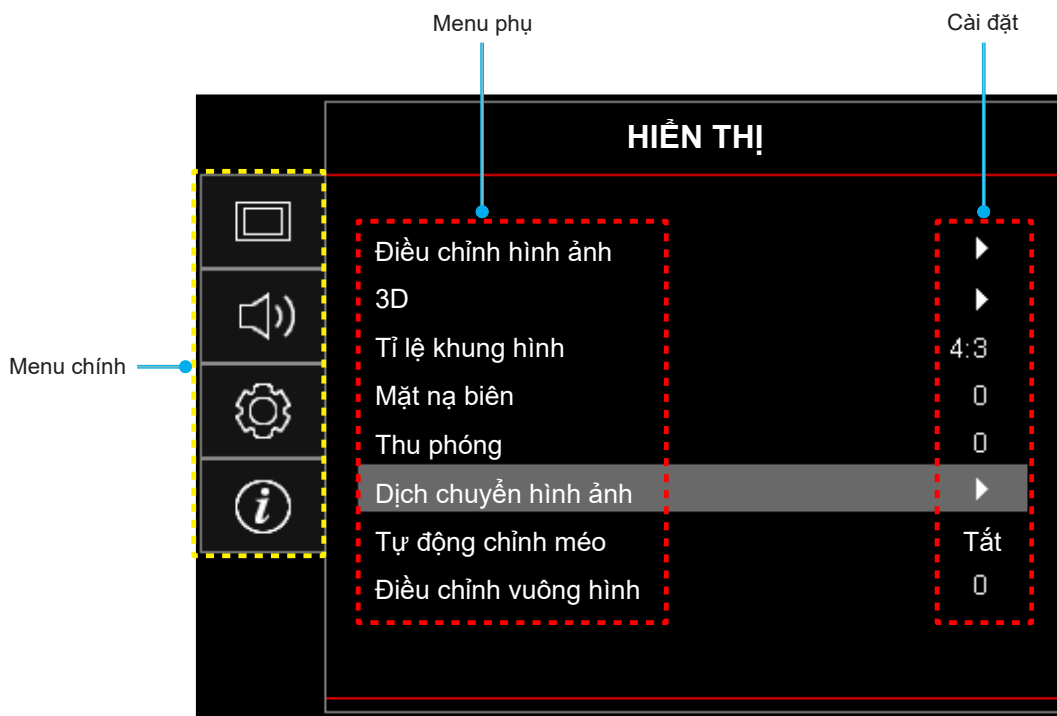 Menu phụ
Cài đặt
HIỂN THỊ
Điều chỉnh hình ảnh
3D
Tỉ lệ khung hình 4:3
Menu chính
Mặt nạ biên 0
Thu phóng 0
Dịch chuyển hình ảnh
Tự động chỉnh méo Tắt
Điều chỉnh vuông hình 0